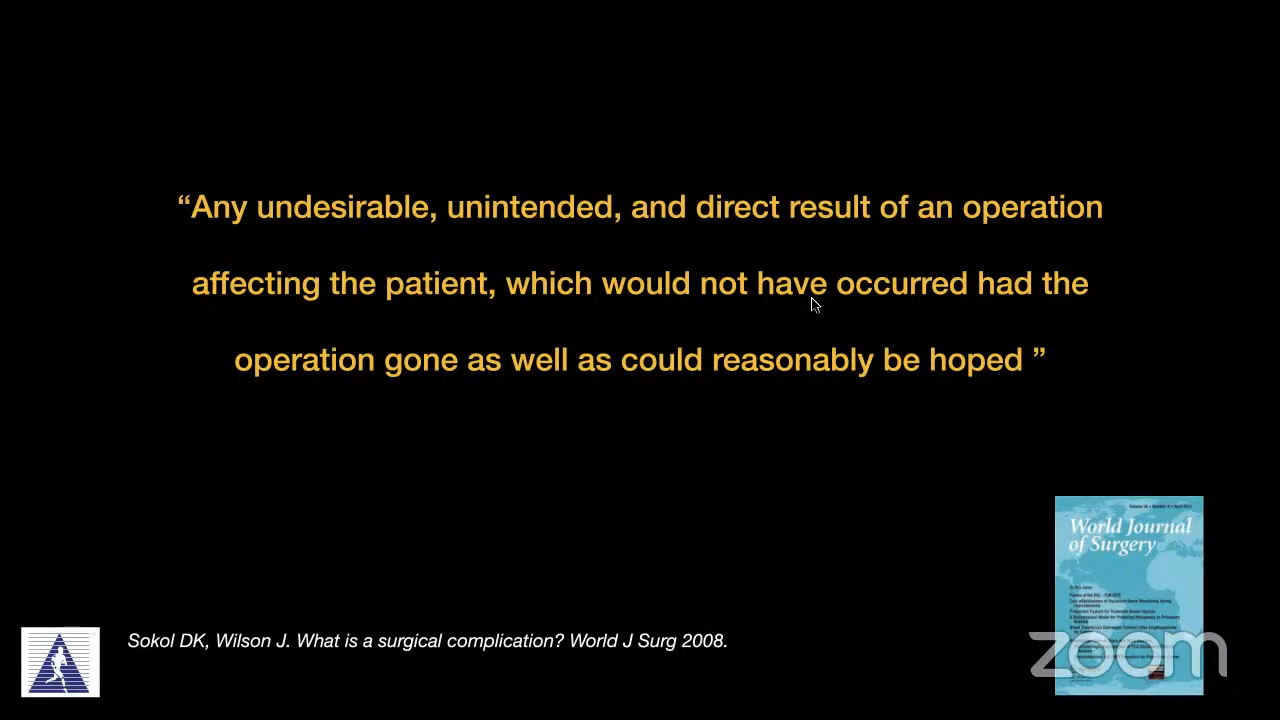 “Any undesirable, unintended, and direct result of an operation
affecting the patient, which would not have occurred had the
operation gone as well as could reasonably be hoped ”
World Journal
of Surgery
Sokol DK, Wilson J. What is a surgical complication? World J Surg 2008.
zoom